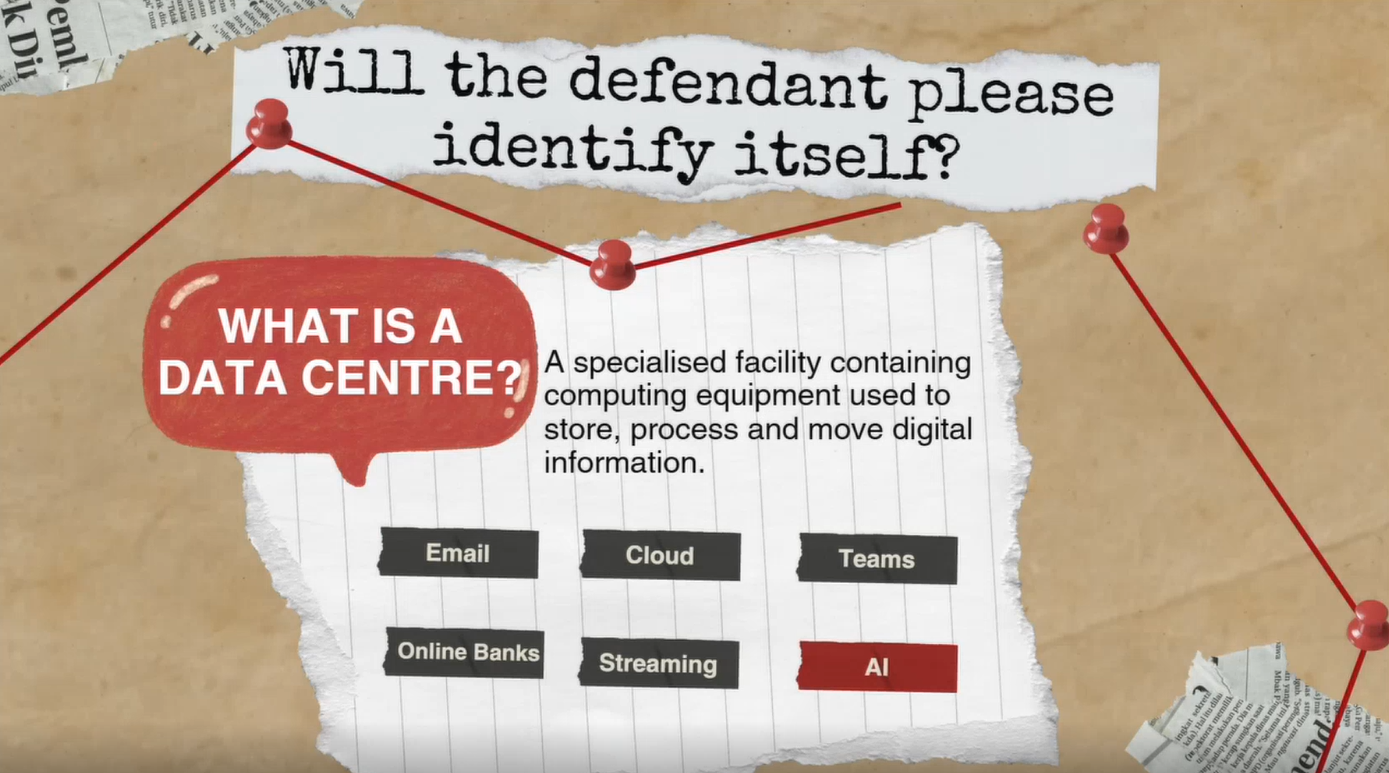 Will the defendant please
identify itself?
WHAT IS A
DATA CENTRE?
A specialised facility containing
computing equipment used to
store, process and move digital
information.
Email
Cloud
Teams
Online Banks
Streaming
AI